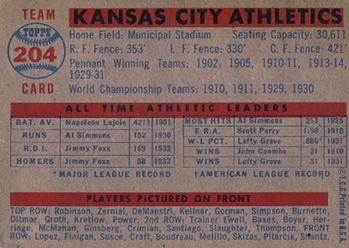 TEAM
TOPPS
204
CARD
KANSAS CITY ATHLETICS
Home Field: Municipal Stadium Seating Capacity: 30,611
R. F. Fence: 353' L. F. Fence: 330' C. F. Fence: 421'
Pennant Winning Teams: 1902, 1905, 1910-11, 1913-14,
1929-31
World Championship Teams: 1910, 1911, 1929, 1930
ALL TIME ATHLETIC LEADERS
BAT. AV. Napoleon Lajoie .422† 1901
RUNS Al Simmons 152 1930
R.B.I. Jimmy Foxx 169 1932
HOMERS Jimmy Foxx 58 1932
MOST HITS Al Simmons 253 1925
E.R.A. Scott Perry 1.98 1918
W-L PCT. Lefty Grove .886* 1931
WINS John Coombs 31 1910
WINS Lefty Grove 31 1931
*MAJOR LEAGUE RECORD †AMERICAN LEAGUE RECORD
PLAYERS PICTURED ON FRONT
TOP ROW: Robinson, Zernial, DeMaestri, Kellner, Gorman, Simpson, Burnette,
Ditmar, Groth, Kretlow, Power. 2nd ROW: Trainer Ewell, Baxes, Boyer, Her-
riage, McMahan, Ginsberg, Crimian, Santiago, Slaughter, Thompson. FRONT
ROW: Lopez, Finigan, Susce, Craft, Boudreau, Melillo, Skizas, Pilarcik, Shantz.
© T.C.G. Printed in U.S.A.